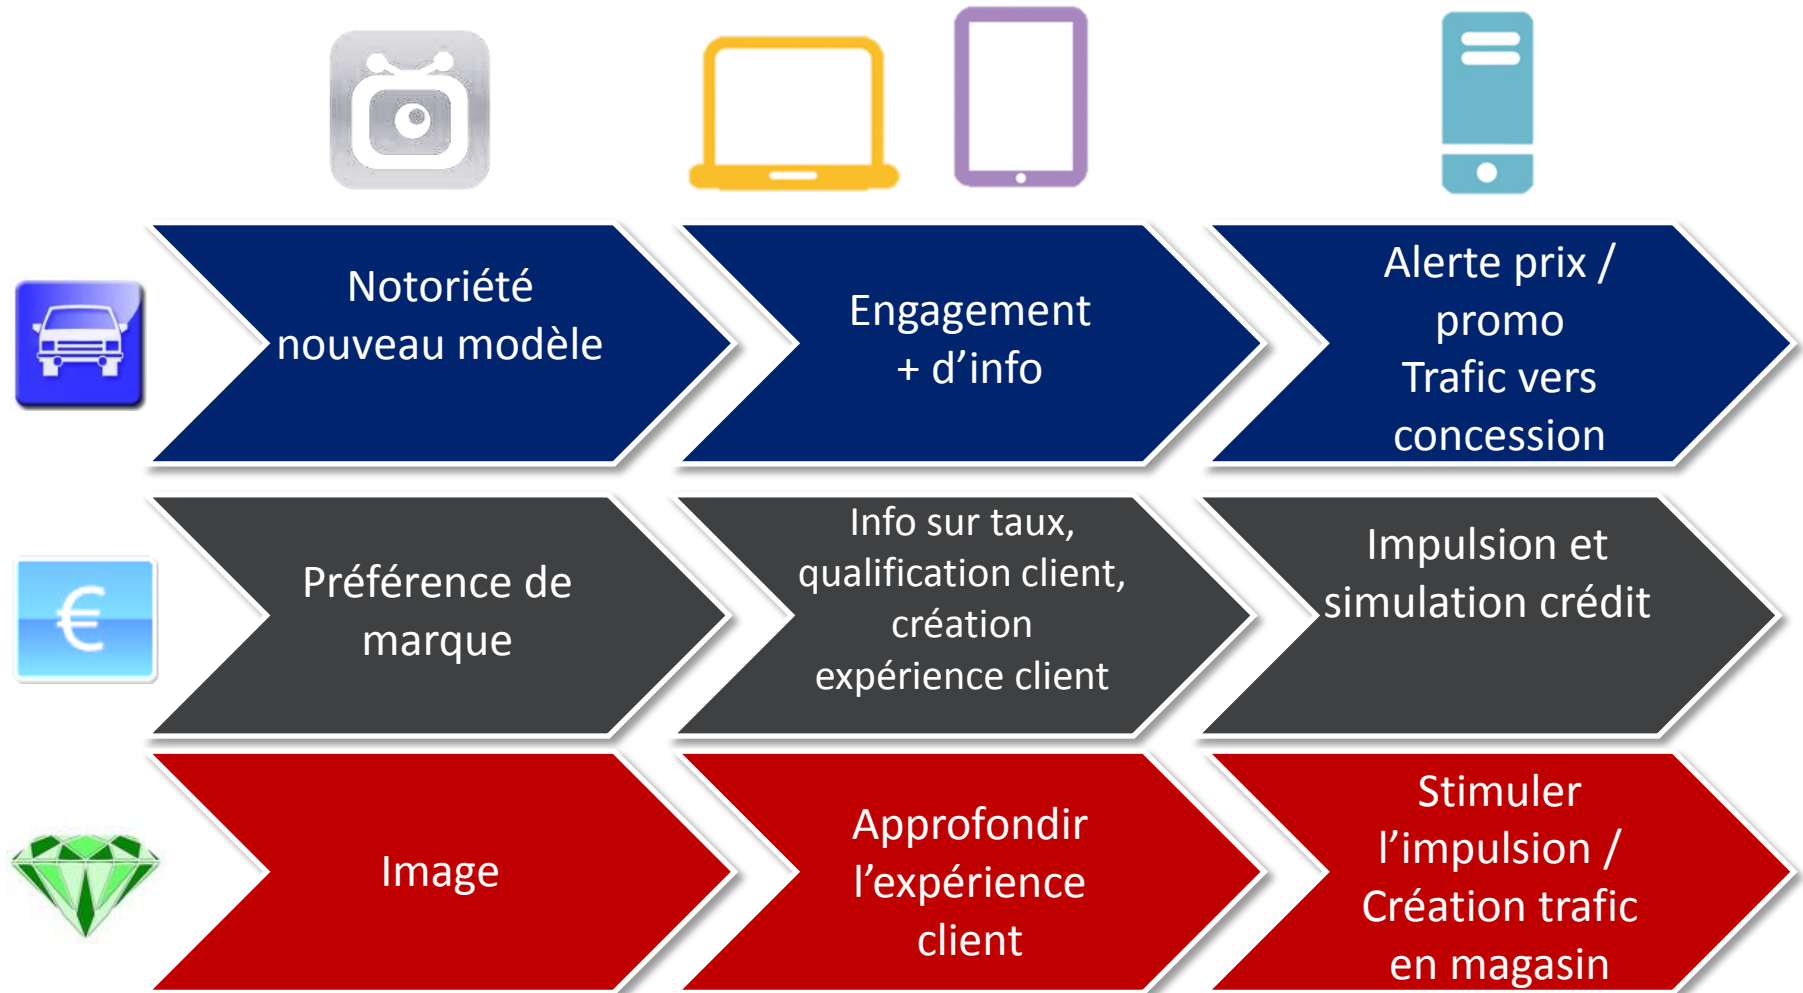 Notoriété
nouveau modèle
Engagement
+ d’info
Alerte prix /
promo
Trafic vers
concession
€
Préférence de
marque
Info sur taux,
qualification client,
création
expérience client
Impulsion et
simulation crédit
Image
Approfondir
l’expérience
client
Stimuler
l’impulsion /
Création trafic
en magasin